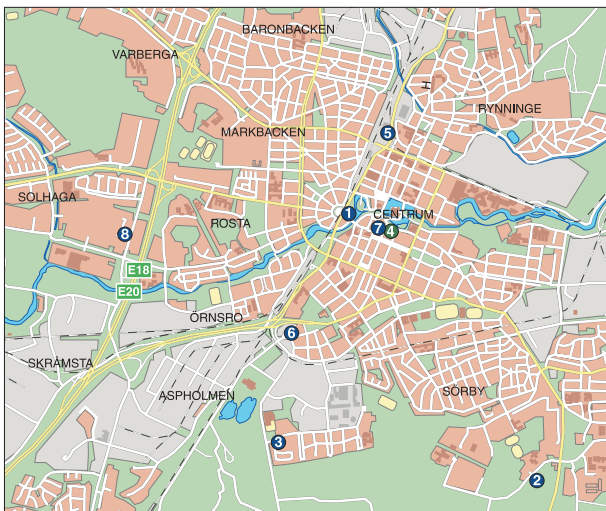 BARONBACKEN
VARBERGA
H
RYNNINGE
MARKBACKEN
5
SOLHAGA
1
CENTRUM
ROSTA
7
4
8
E18
E20
ÖRNSRO
6
SKRÄMSTA
ASPHOLMEN
SÖRBY
3
2